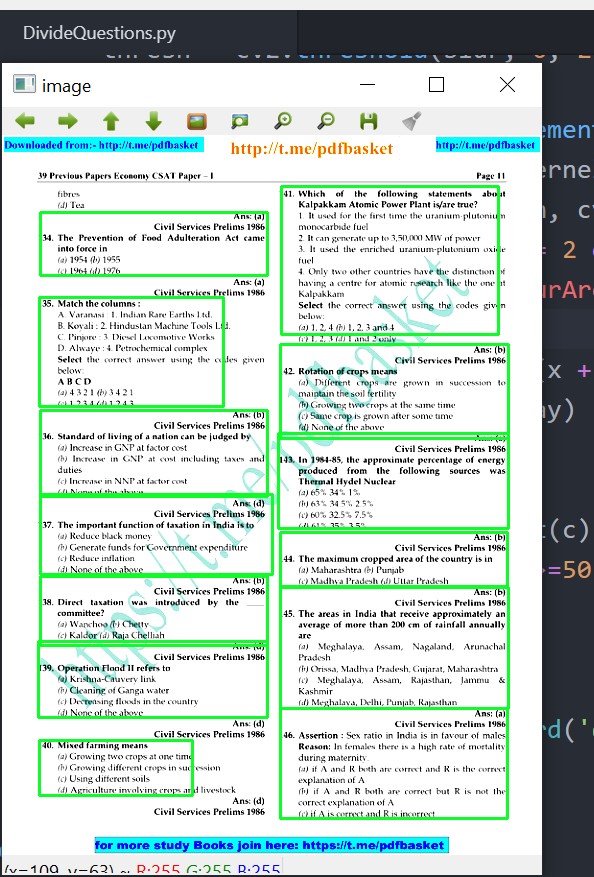 DivideQuestions.py
image
Downloaded from:- http://t.me/pdfbasket
http://t.me/pdfbasket
http://t.me/pdfbasket
39 Previous Papers Economy CSAT Paper – I
Page 11
fibres
(d) Tea
Ans: (a)
Civil Services Prelims 1986
34. The Prevention of Food Adulteration Act came
into force in
(a) 1954 (b) 1955
(c) 1964 (d) 1976
Ans: (a)
Civil Services Prelims 1986
35. Match the columns :
A. Varanasi : 1. Indian Rare Earths Ltd.
B. Koyali : 2. Hindustan Machine Tools Ltd.
C. Pinjore : 3. Diesel Locomotive Works
D. Alwaye : 4. Petrochemical complex
Select the correct answer using the codes given
below:
A B C D
(a) 4 3 2 1 (b) 3 4 2 1
(c) 1 2 3 4 (d) 1 2 4 3
Ans: (b)
Civil Services Prelims 1986
36. Standard of living of a nation can be judged by
(a) Increase in GNP at factor cost
(b) Increase in GNP at cost including taxes and
duties
(c) Increase in NNP at factor cost
(d) None of the above
Ans: (d)
Civil Services Prelims 1986
37. The important function of taxation in India is to
(a) Reduce black money
(b) Generate funds for Government expenditure
(c) Reduce inflation
(d) None of the above
Ans: (b)
Civil Services Prelims 1986
38. Direct taxation was introduced by the ___
committee?
(a) Wanchoo (b) Chetty
(c) Kaldor (d) Raja Chelliah
Ans: (d)
Civil Services Prelims 1986
139. Operation Flood II refers to
(a) Krishna-Cauvery link
(b) Cleaning of Ganga water
(c) Decreasing floods in the country
(d) None of the above
Ans: (d)
Civil Services Prelims 1986
40. Mixed farming means
(a) Growing two crops at one time
(b) Growing different crops in succession
(c) Using different soils
(d) Agriculture involving crops and livestock
Ans: (d)
Civil Services Prelims 1986
41. Which of the following statements about
Kalpakkam Atomic Power Plant is/are true?
1. It used for the first time the uranium-plutonium
monocarbide fuel
2. It can generate up to 3,50,000 MW of power
3. It used the enriched uranium-plutonium oxide
fuel
4. Only two other countries have the distinction of
having a centre for atomic research like the one at
Kalpakkam
Select the correct answer using the codes given
below:
(a) 1, 2, 4 (b) 1, 2, 3 and 4
(c) 1, 2, 3 (d) 1 and 2 only
Ans: (b)
Civil Services Prelims 1986
42. Rotation of crops means
(a) Different crops are grown in succession to
maintain the soil fertility
(b) Growing two crops at the same time
(c) Same crop is grown after some time
(d) None of the above
Civil Services Prelims 1986
143. In 1984-85, the approximate percentage of energy
produced from the following sources was
Thermal Hydel Nuclear
(a) 65% 34% 1%
(b) 63% 34.5% 2.5%
(c) 60% 32.5% 7.5%
(d) 61% 35% 3.5%
Ans: (b)
Civil Services Prelims 1986
44. The maximum cropped area of the country is in
(a) Maharashtra (b) Punjab
(c) Madhya Pradesh (d) Uttar Pradesh
Ans: (b)
Civil Services Prelims 1986
45. The areas in India that receive approximately an
average of more than 200 cm of rainfall annually
are
(a) Meghalaya, Assam, Nagaland, Arunachal
Pradesh
(b) Orissa, Madhya Pradesh, Gujarat, Maharashtra
(c) Meghalaya, Assam, Rajasthan, Jammu &
Kashmir
(d) Meghalaya, Delhi, Punjab, Rajasthan
Ans: (a)
Civil Services Prelims 1986
46. Assertion : Sex ratio in India is in favour of males
Reason: In females there is a high rate of mortality
during maternity.
(a) if A and R both are correct and R is the correct
explanation of A
(b) if A and R both are correct but R is not the
correct explanation of A
(c) if A is correct and R is incorrect
https://t.me/pdfbasket
for more study Books join here: https://t.me/pdfbasket
(x=109, y=63) ~ R:255 G:255 B:255